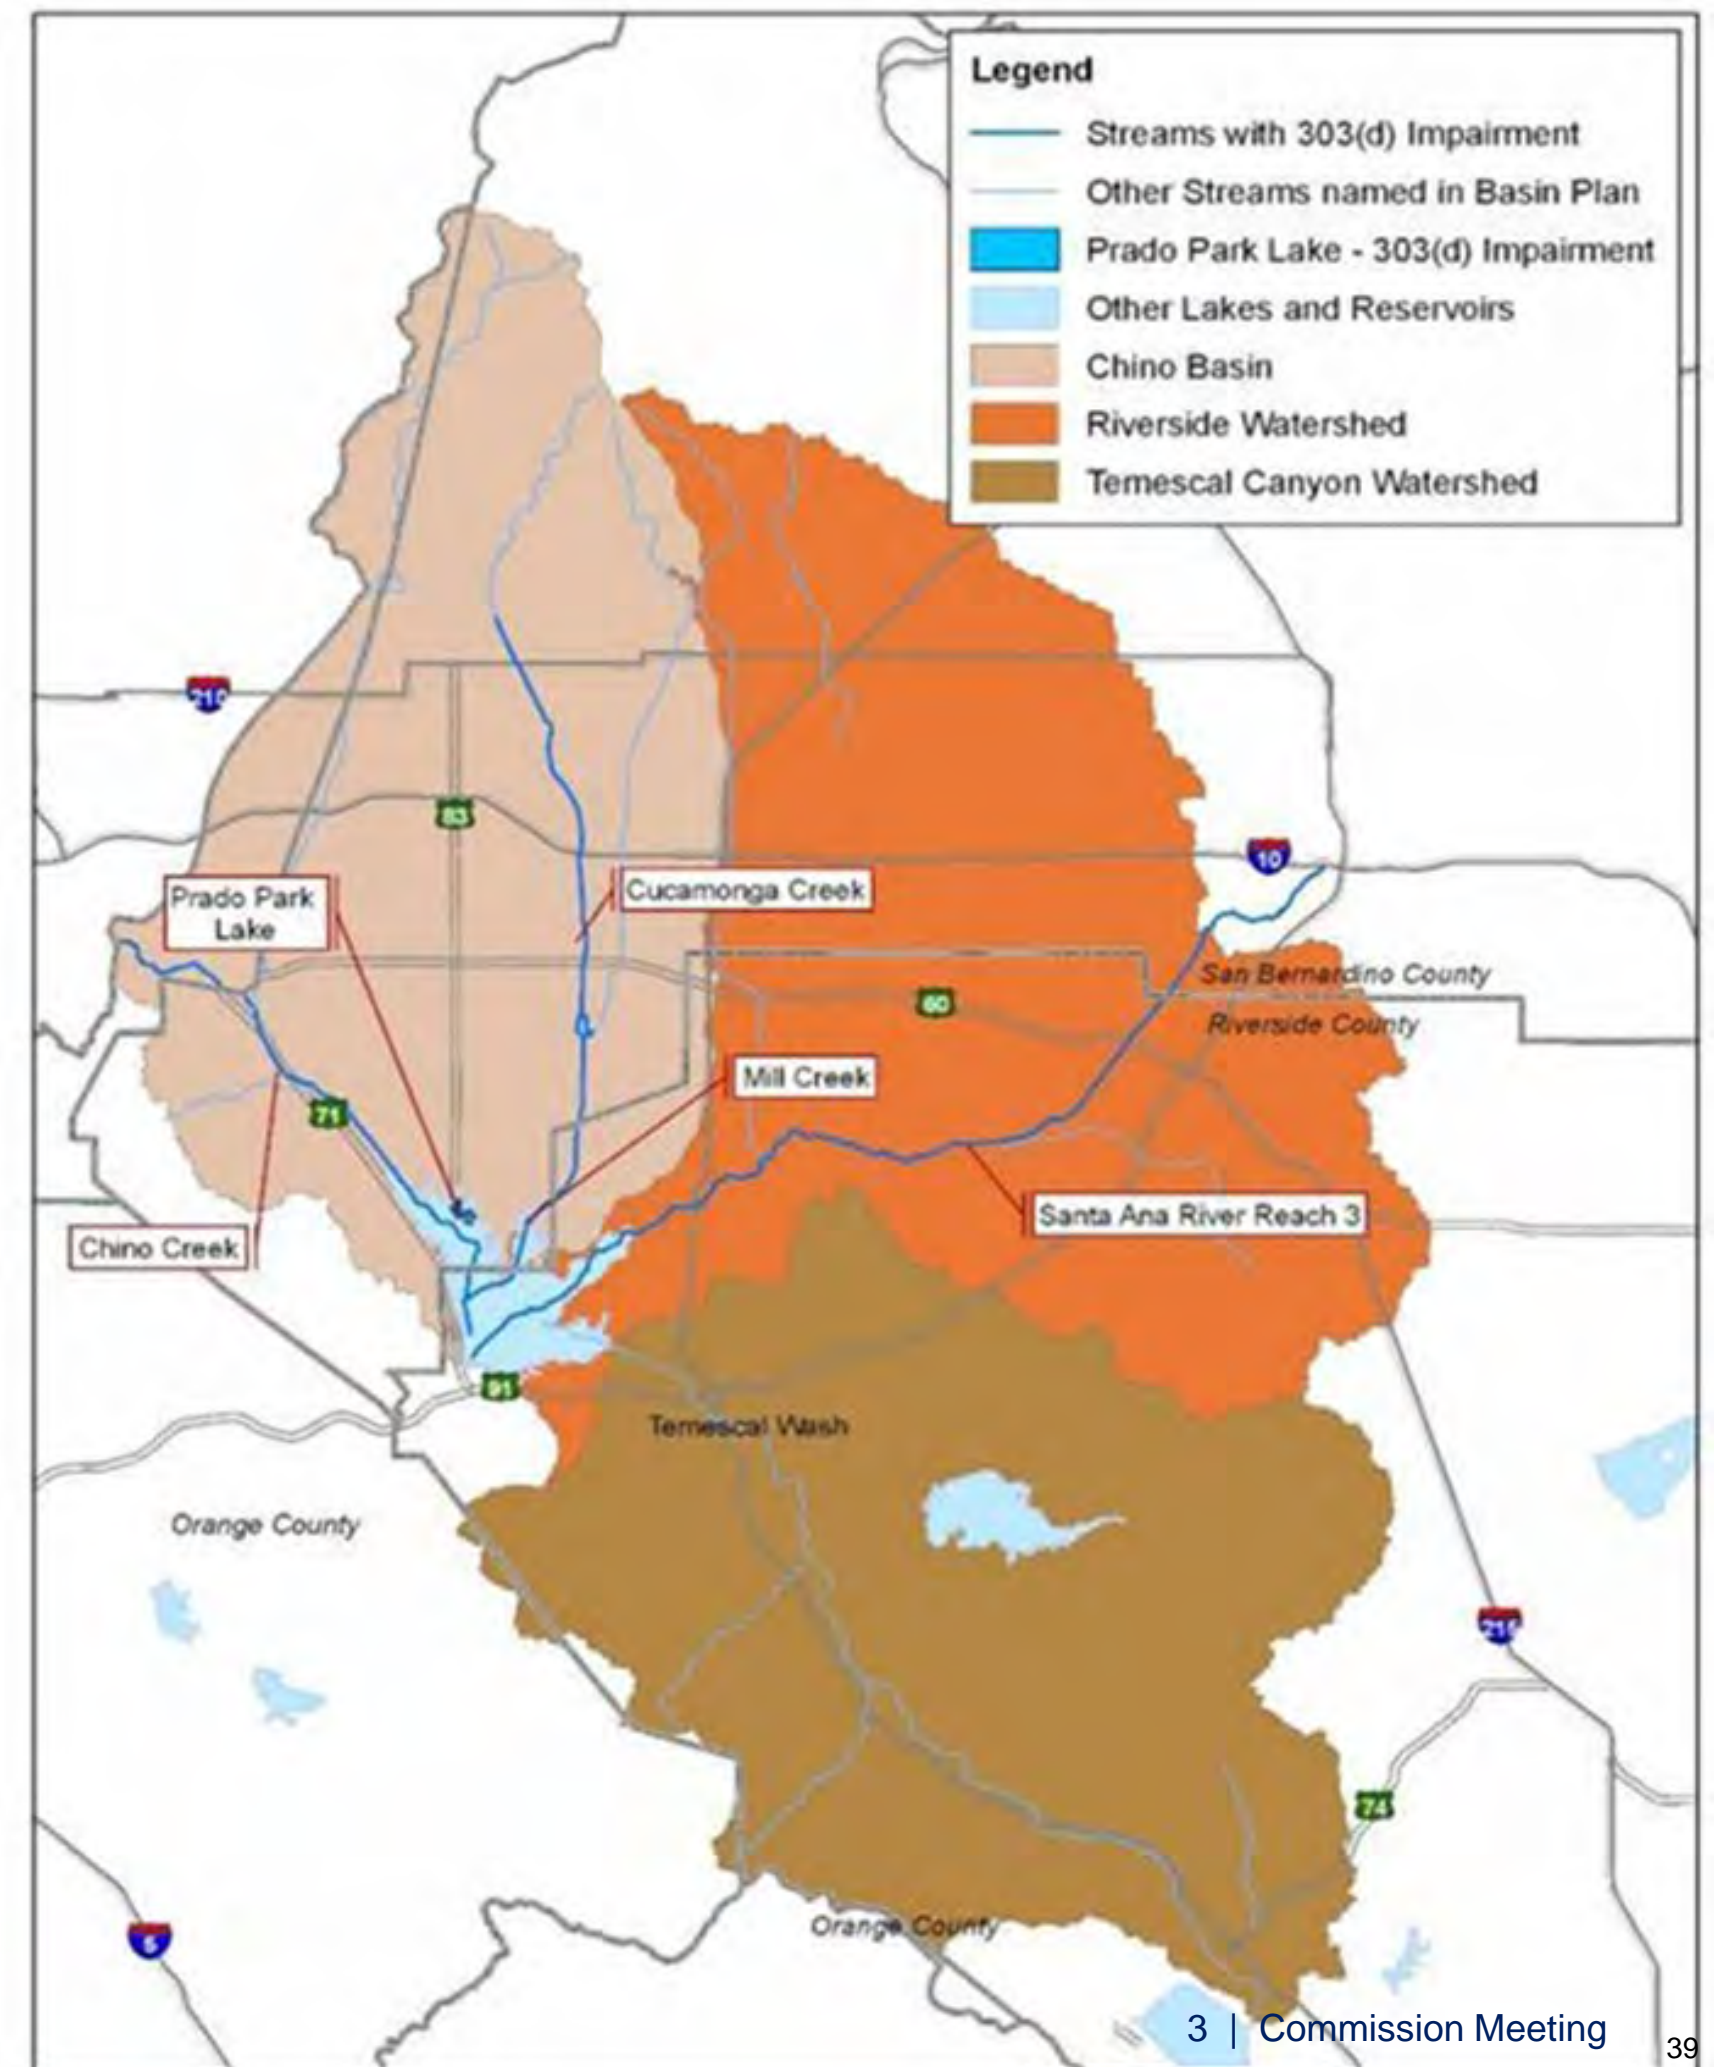 Legend
Streams with 303(d) Impairment
Other Streams named in Basin Plan
Prado Park Lake - 303(d) Impairment
Other Lakes and Reservoirs
Chino Basin
Riverside Watershed
Temescal Canyon Watershed
210
83
10
Prado Park
Lake
Cucamonga Creek
San Bernardino County
60
Riverside County
Mill Creek
71
Santa Ana River Reach 3
Chino Creek
91
Temescal Wash
Orange County
215
74
Orange County
5
3 | Commission Meeting
39